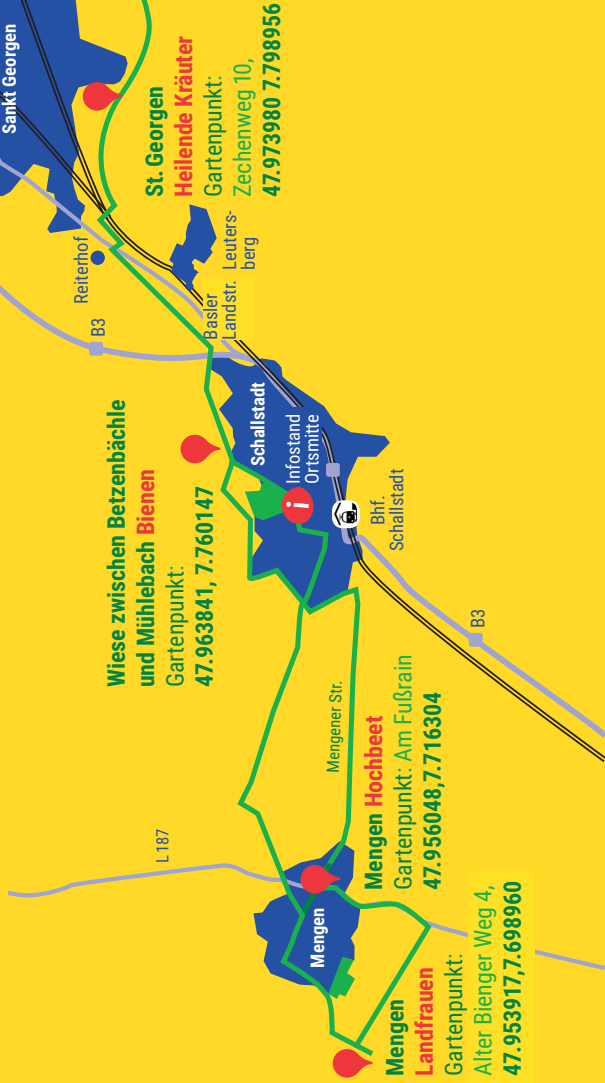 Sankt Georgen
St. Georgen
Heilende Kräuter
Gartenpunkt:
Zechenweg 10,
47.973980 7.798956
Reiterhof
Leuters-
berg
Basler
Landstr.
B3
Wiese zwischen Betzenbächle
und Mühlebach Bienen
Gartenpunkt:
47.963841, 7.760147
Schallstadt
i
Infostand
Ortsmitte
Bhf.
Schallstadt
B3
Mengener Str.
L 187
Mengen Hochbeet
Gartenpunkt: Am Fußrain
47.956048,7.716304
Mengen
Mengen
Landfrauen
Gartenpunkt:
Alter Bienger Weg 4,
47.953917,7.698960